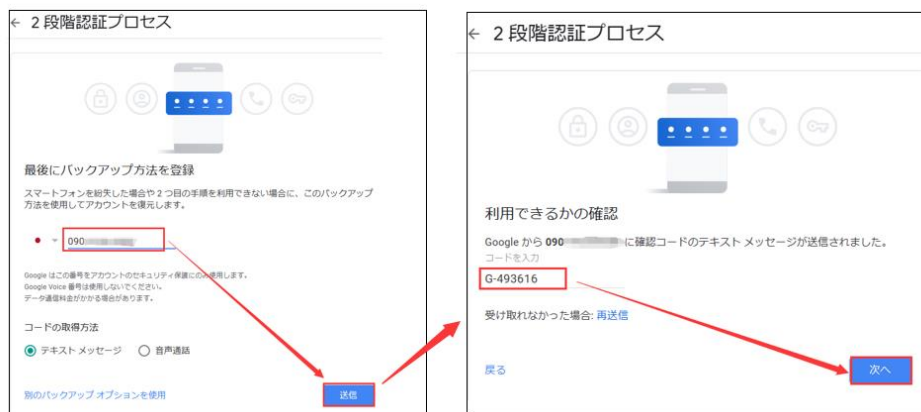 ← 2 段階認証プロセス
最後にバックアップ方法を登録
スマートフォンを紛失した場合や 2 つ目の手順を利用できない場合に、このバックアップ
方法を使用してアカウントを復元します。
090
Google はこの番号をアカウントのセキュリティ保護にのみ使用します。
Google Voice 番号は使用しないでください。
データ通信料金がかかる場合があります。
コードの取得方法
テキスト メッセージ 音声通話
別のバックアップ オプションを使用 送信
← 2 段階認証プロセス
利用できるかの確認
Google から 090 に確認コードのテキスト メッセージが送信されました。
コードを入力
G-493616
受け取れなかった場合: 再送信
戻る 次へ